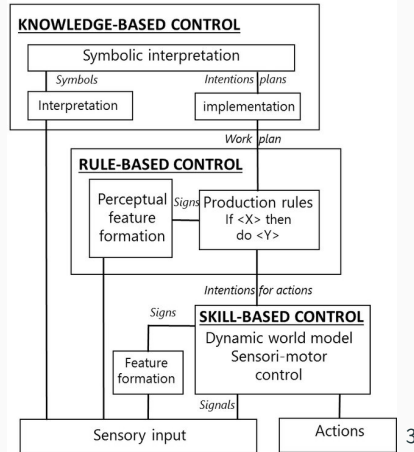 KNOWLEDGE-BASED CONTROL
Symbolic interpretation
Symbols
Intentions plans
Interpretation
implementation
Work plan
RULE-BASED CONTROL
Perceptual
feature
formation
Signs
Production rules
If <X> then
do <Y>
Intentions for actions
Signs
SKILL-BASED CONTROL
Dynamic world model
Sensori-motor
control
Feature
formation
Signals
Sensory input
Actions
3